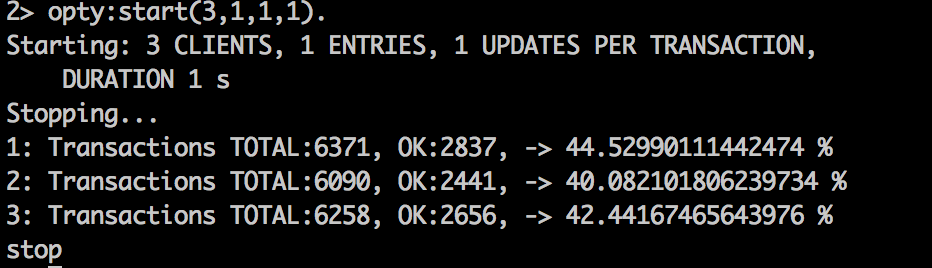 2> opty:start(3,1,1,1).
Starting: 3 CLIENTS, 1 ENTRIES, 1 UPDATES PER TRANSACTION,
DURATION 1 s
Stopping...
1: Transactions TOTAL:6371, OK:2837, -> 44.52990111442474 %
2: Transactions TOTAL:6090, OK:2441, -> 40.082101806239734 %
3: Transactions TOTAL:6258, OK:2656, -> 42.44167465643976 %
stop